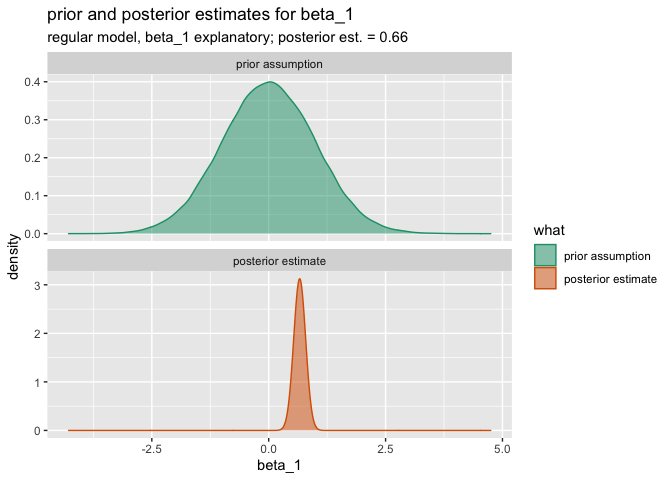 prior and posterior estimates for beta_1
regular model, beta_1 explanatory; posterior est. = 0.66
prior assumption
0.4
0.3
0.2
0.1
0.0
posterior estimate
3
2
1
0
density
-2.5
0.0
2.5
5.0
beta_1
what
prior assumption
posterior estimate